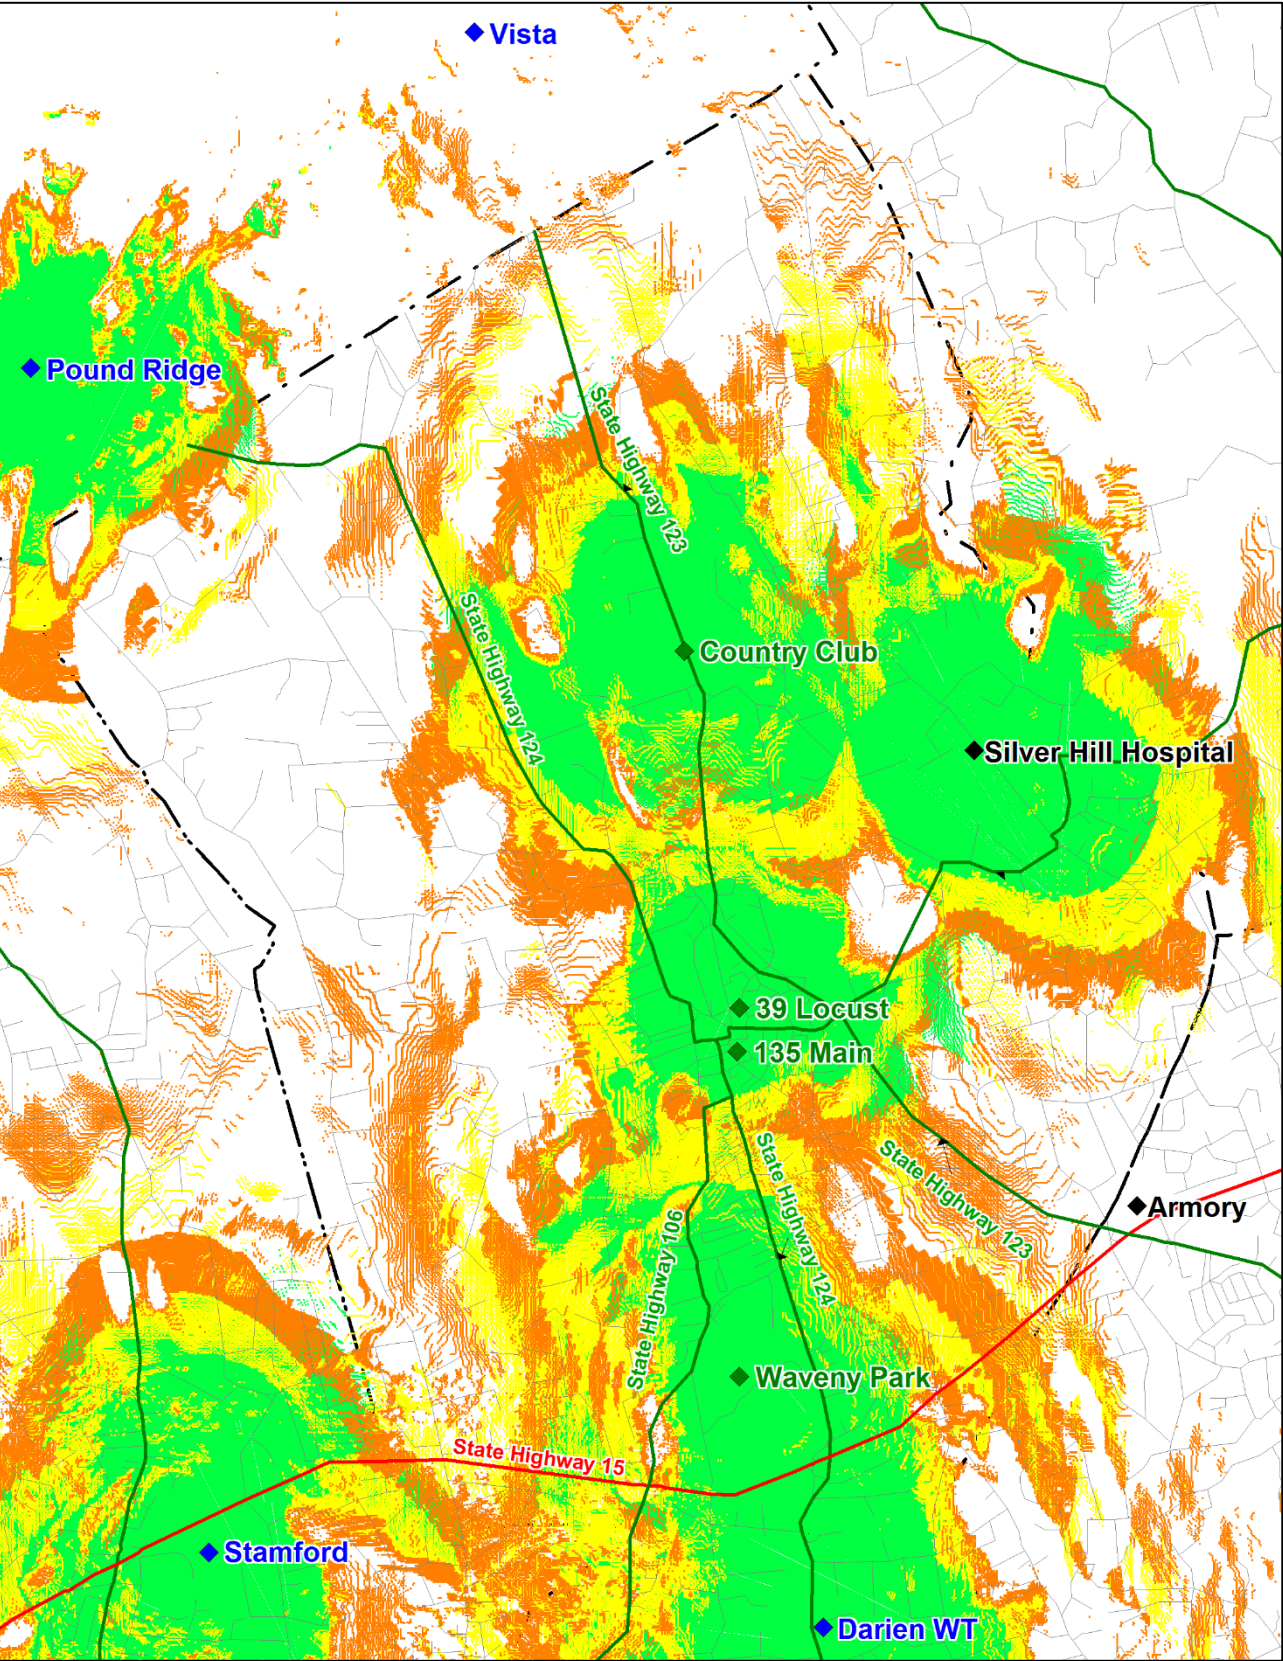 Vista
Pound Ridge
State Highway 123
State Highway 124
Country Club
Silver Hill Hospital
39 Locust
135 Main
State Highway 124
State Highway 123
Armory
State Highway 106
Waveny Park
State Highway 15
Stamford
Darien WT